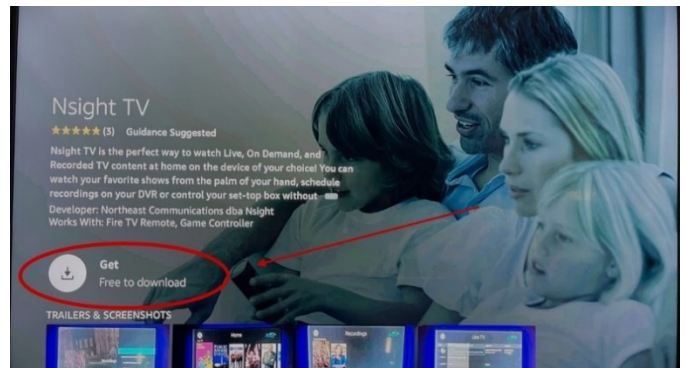 Nsight TV
(3) Guidance Suggested
Nsight TV is the perfect way to watch Live, On Demand, and
Recorded TV content at home on the device of your choice! You can
watch your favorite shows from the palm of your hand, schedule
recordings on your DVR or control your set-top box without
Developer: Northeast Communications dba Nsight
Works With: Fire TV Remote, Game Controller
Get
Free to download
TRAILERS & SCREENSHOTS
Home
Recordings
Live TV